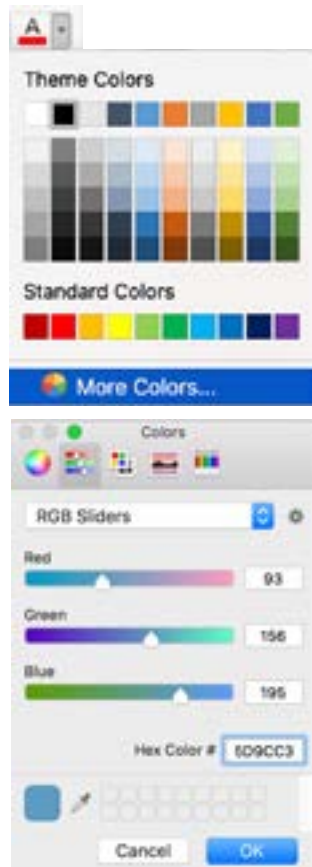 A
Theme Colors
Standard Colors
More Colors...
Colors
RGB Sliders
Red
93
Green
156
Blue
195
Hex Color # 5D9CC3
Cancel OK